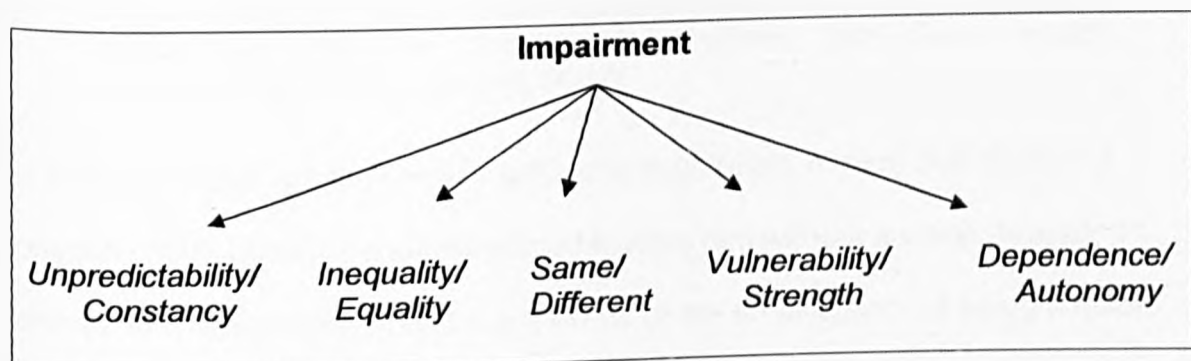 Impairment
Unpredictability/
Constancy
Inequality/
Equality
Same/
Different
Vulnerability/
Strength
Dependence/
Autonomy